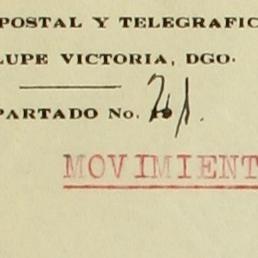 POSTAL Y TELEGRAFIC
LUPE VICTORIA, DGO.
PARTADO No. 21.
MOVIMIENT